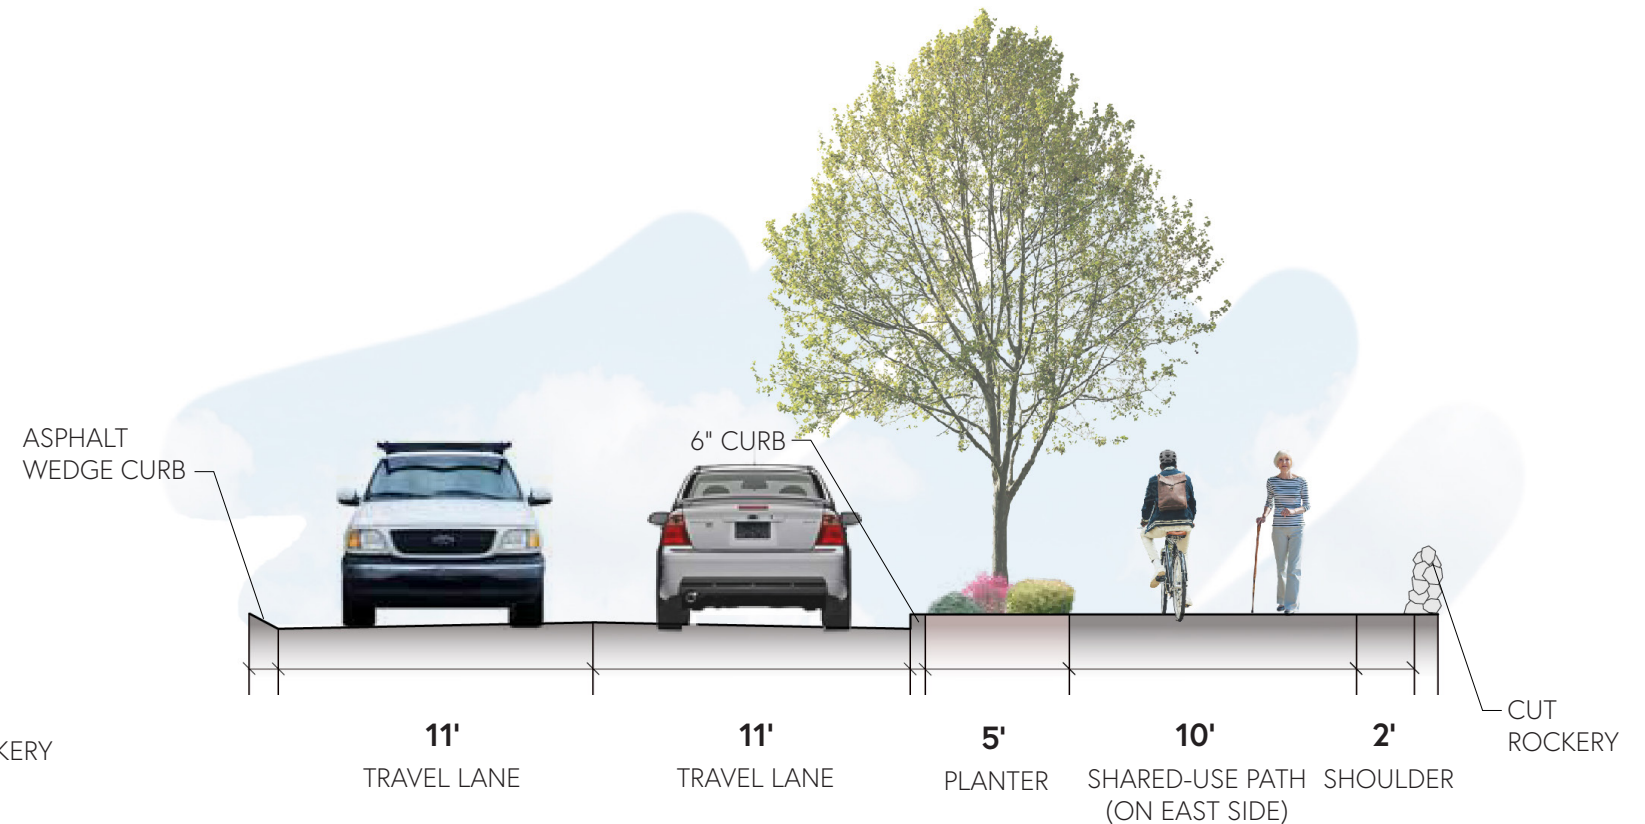 ASPHALT
WEDGE CURB
6" CURB
CUT
ROCKERY
KERY
11'
TRAVEL LANE
11'
TRAVEL LANE
5'
PLANTER
10'
SHARED-USE PATH
(ON EAST SIDE)
2'
SHOULDER